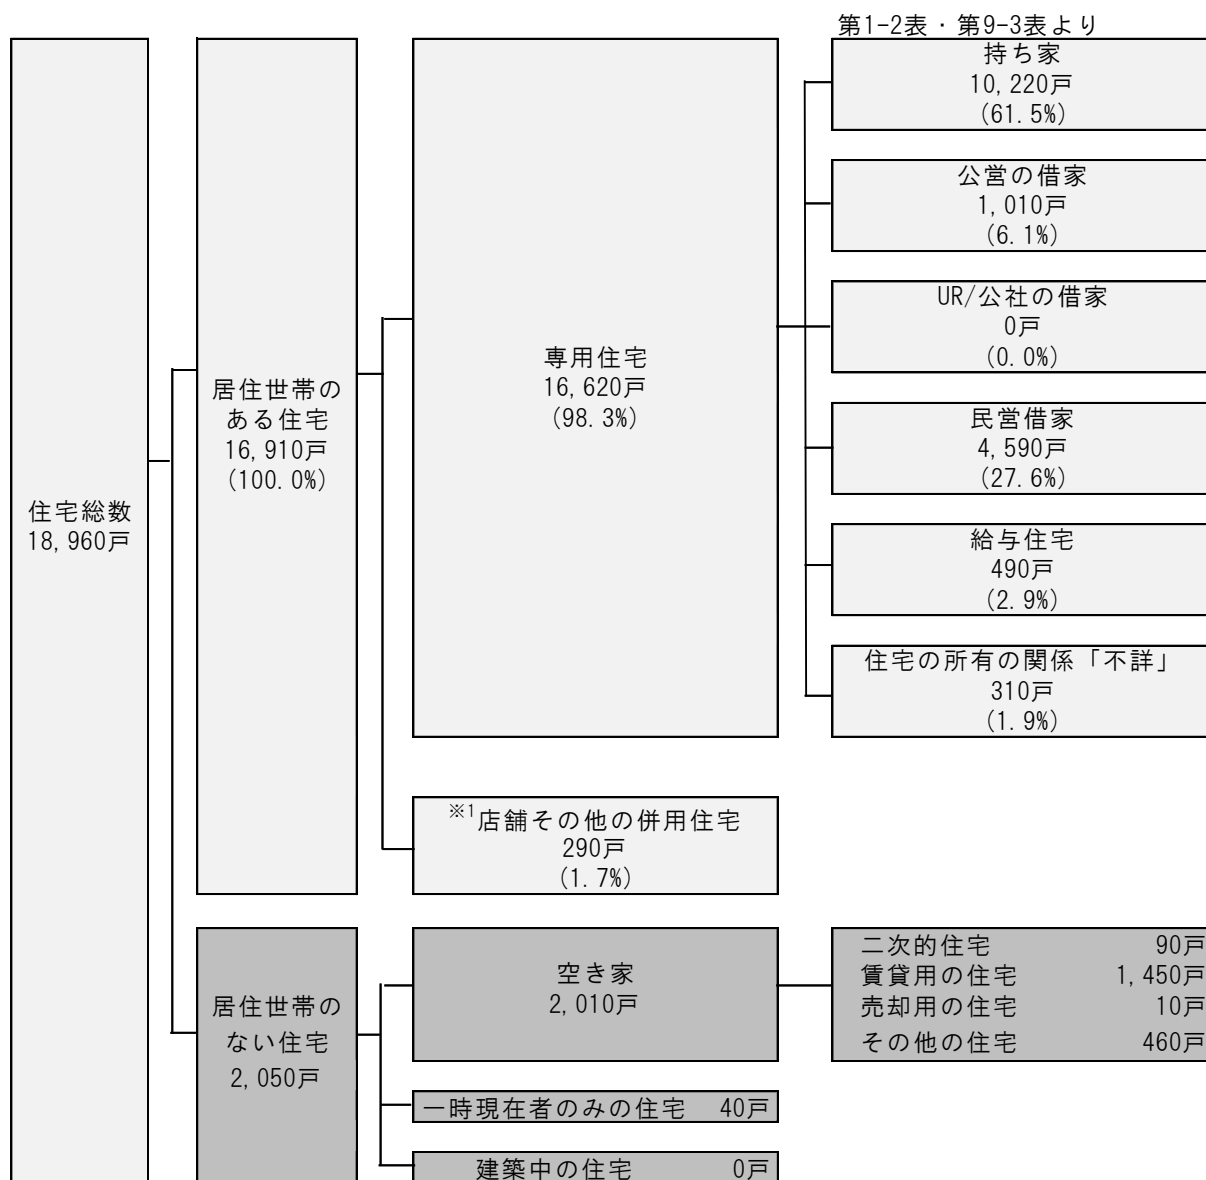 第1-2表・第9-3表より
住宅総数
18,960戸
居住世帯の
ある住宅
16,910戸
(100.0%)
専用住宅
16,620戸
(98.3%)
持ち家
10,220戸
(61.5%)
公営の借家
1,010戸
(6.1%)
UR/公社の借家
0戸
(0.0%)
民営借家
4,590戸
(27.6%)
給与住宅
490戸
(2.9%)
住宅の所有の関係「不詳」
310戸
(1.9%)
※1店舗その他の併用住宅
290戸
(1.7%)
居住世帯の
ない住宅
2,050戸
空き家
2,010戸
二次的住宅 90戸
賃貸用の住宅 1,450戸
売却用の住宅 10戸
その他の住宅 460戸
一時現在者のみの住宅 40戸
建築中の住宅 0戸